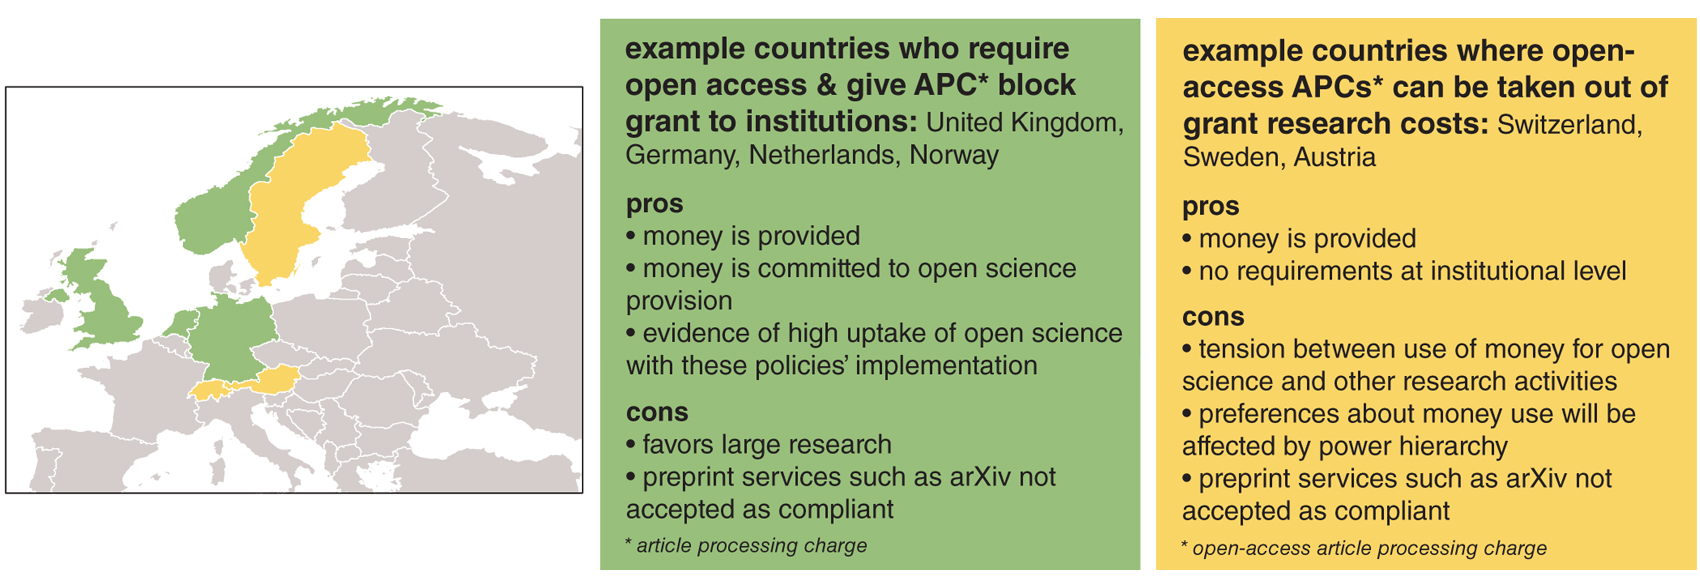 example countries who require
open access & give APC* block
grant to institutions: United Kingdom,
Germany, Netherlands, Norway
pros
• money is provided
• money is committed to open science
provision
• evidence of high uptake of open science
with these policies’ implementation
cons
• favors large research
• preprint services such as arXiv not
accepted as compliant
* article processing charge
example countries where open-
access APCs* can be taken out of
grant research costs: Switzerland,
Sweden, Austria
pros
• money is provided
• no requirements at institutional level
cons
• tension between use of money for open
science and other research activities
• preferences about money use will be
affected by power hierarchy
• preprint services such as arXiv not
accepted as compliant
* open-access article processing charge